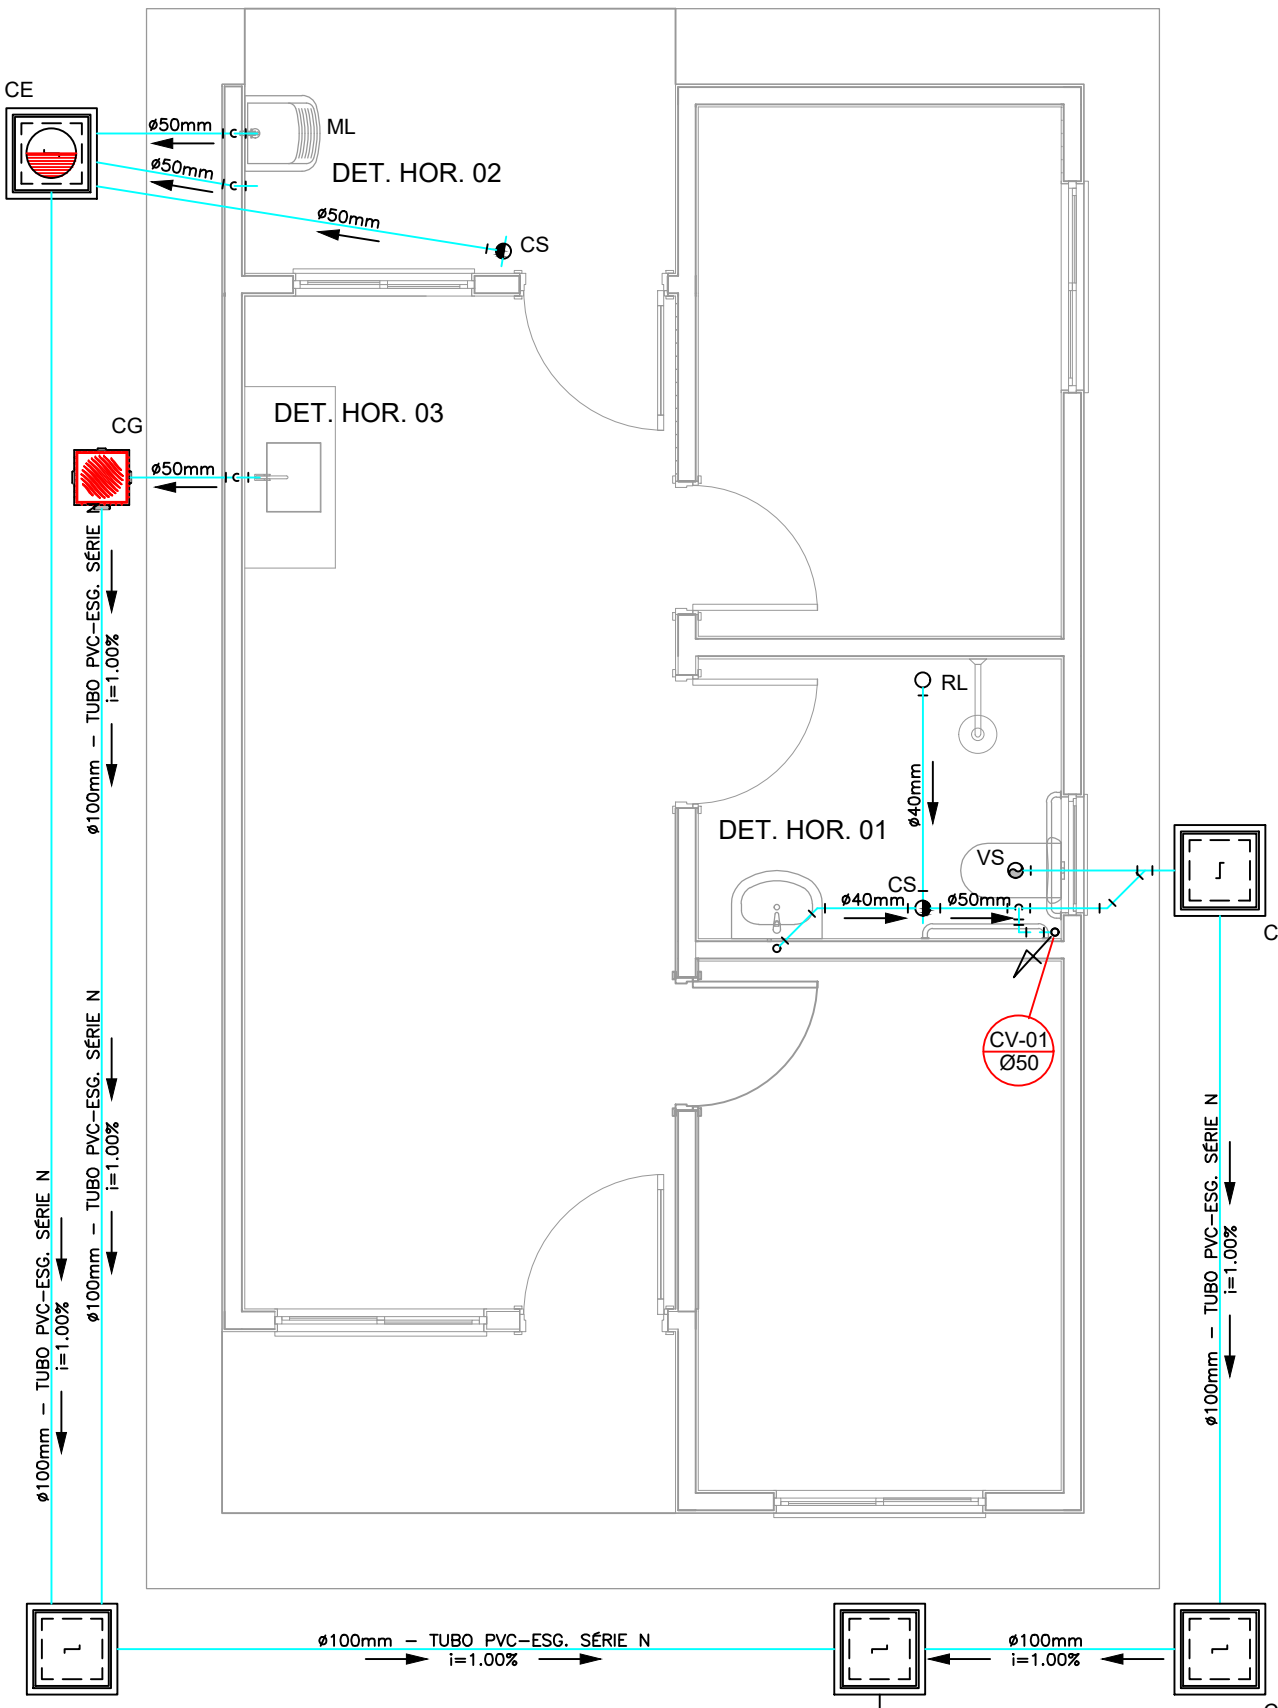 CE
ø50mm
ML
DET. HOR. 02
ø50mm
ø50mm
CS
DET. HOR. 03
CG
ø50mm
ø100mm – TUBO PVC–ESG. SÉRIE N
i=1.00%
RL
ø40mm
DET. HOR. 01
VS
CS
ø40mm
ø50mm
C
CV-01
Ø50
ø100mm – TUBO PVC–ESG. SÉRIE N
i=1.00%
ø100mm – TUBO PVC–ESG. SÉRIE N
i=1.00%
ø100mm – TUBO PVC–ESG. SÉRIE N
i=1.00%
ø100mm – TUBO PVC–ESG. SÉRIE N
i=1.00%
ø100mm
i=1.00%